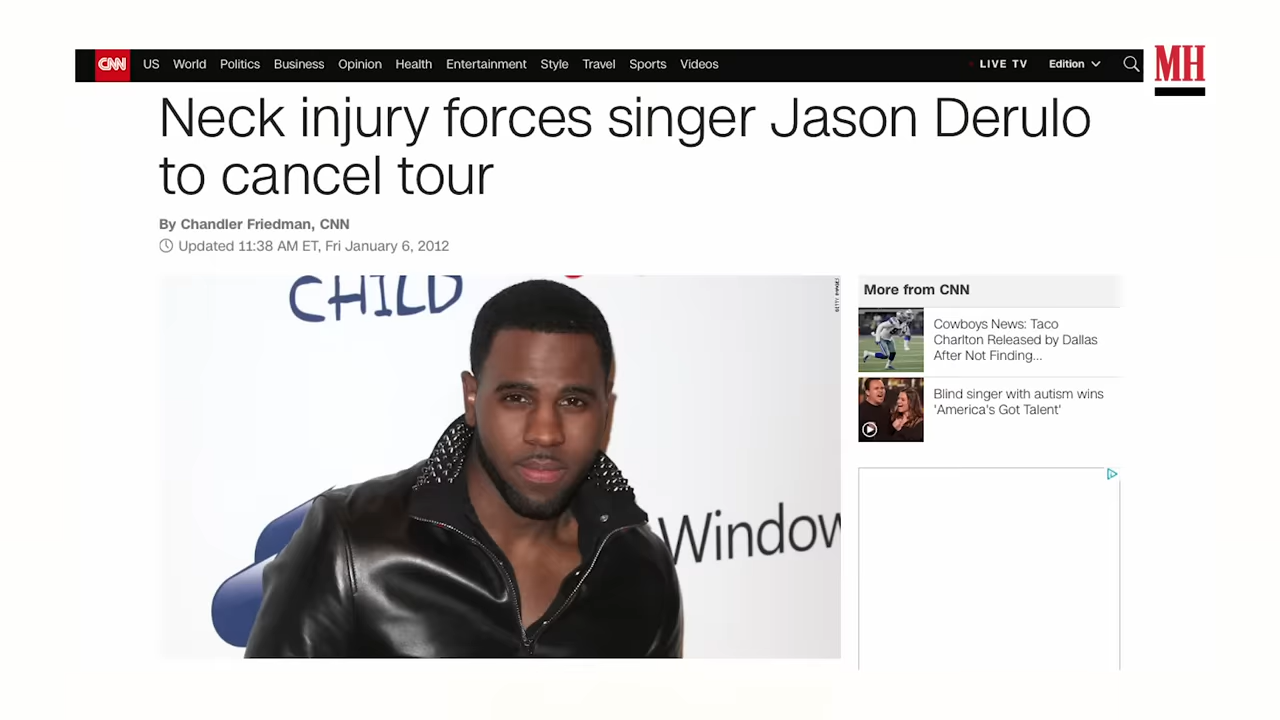 CNN US World Politics Business Opinion Health Entertainment Style Travel Sports Videos LIVE TV Edition
MH
Neck injury forces singer Jason Derulo
to cancel tour
By Chandler Friedman, CNN
Updated 11:38 AM ET, Fri January 6, 2012
CHILD
Window
More from CNN
Cowboys News: Taco
Charlton Released by Dallas
After Not Finding...
Blind singer with autism wins
'America's Got Talent'